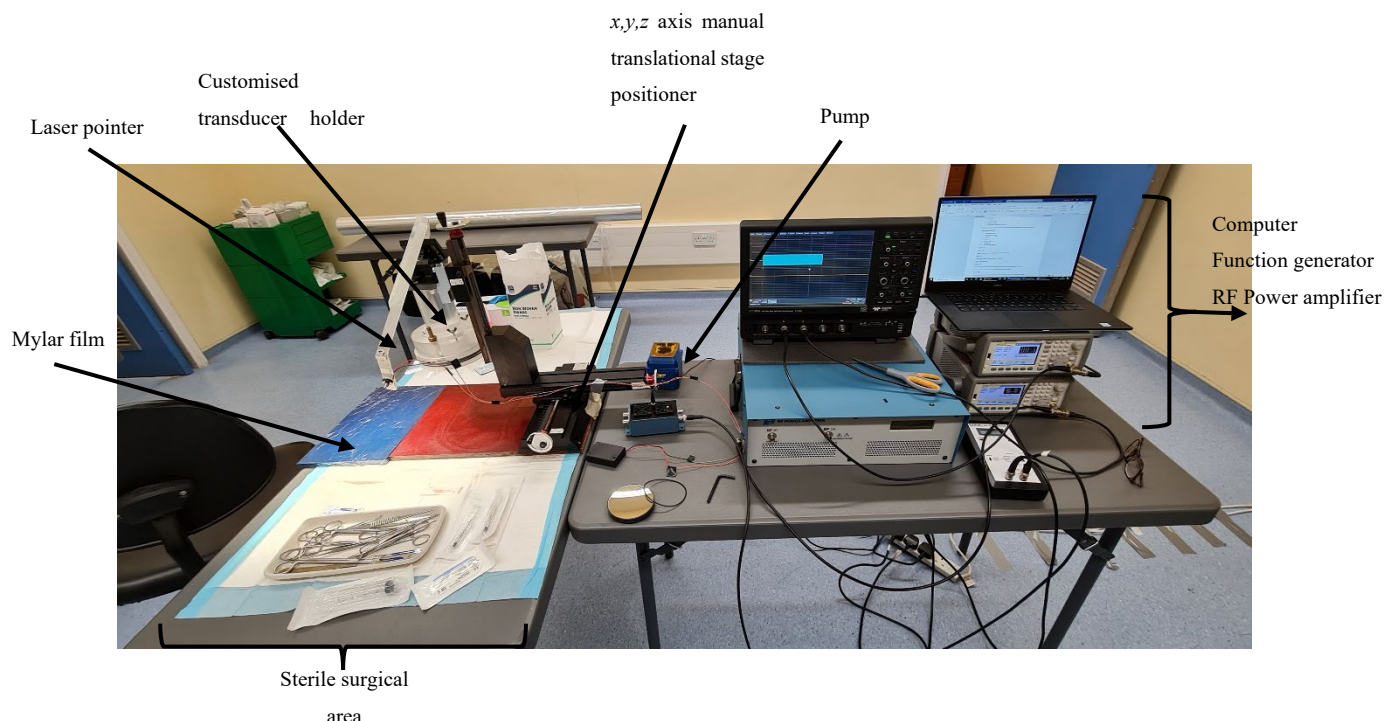 x,y,z axis manual
translational stage
positioner
Customised
transducer holder
Laser pointer
Pump
Computer
Function generator
RF Power amplifier
Mylar film
Sterile surgical
area